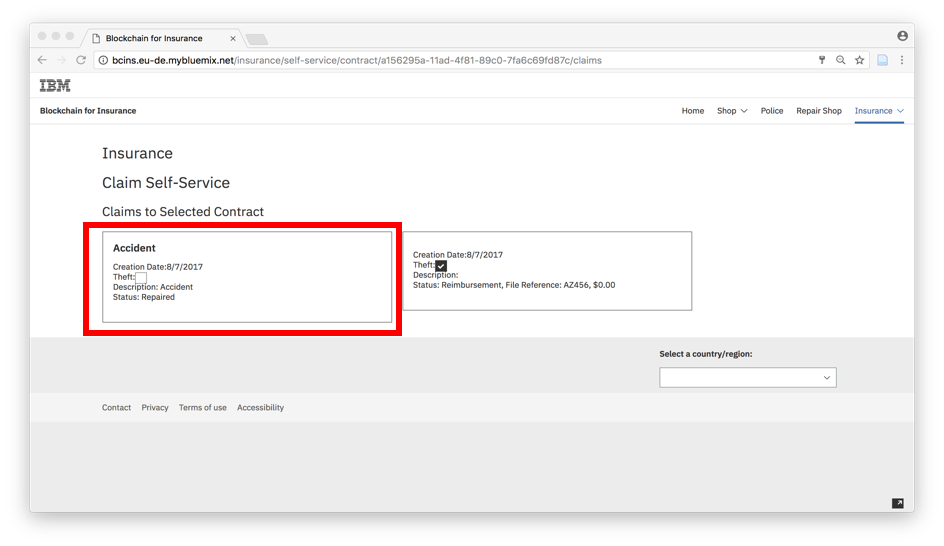 Blockchain for Insurance
bcins.eu-de.mybluemix.net/insurance/self-service/contract/a156295a-11ad-4f81-89c0-7fa6c69fd87c/claims
IBM
Blockchain for Insurance
Home Shop Police Repair Shop Insurance
Insurance
Claim Self-Service
Claims to Selected Contract
Accident
Creation Date:8/7/2017
Theft:
Description: Accident
Status: Repaired
Creation Date:8/7/2017
Theft:
Description:
Status: Reimbursement, File Reference: AZ456, $0.00
Select a country/region:
Contact Privacy Terms of use Accessibility